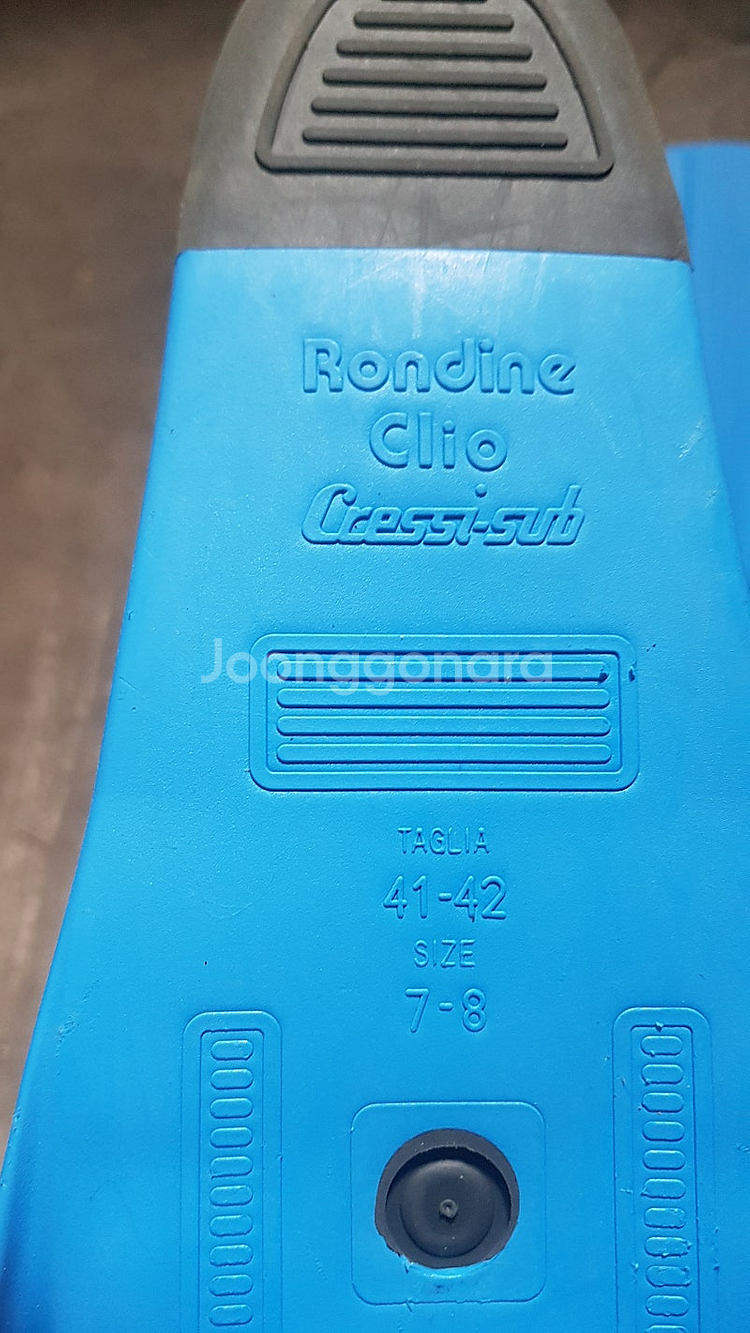 Rondine
Clio
Cressi-sub
Joonggonara
TAGLIA
41-42
SIZE
7-8